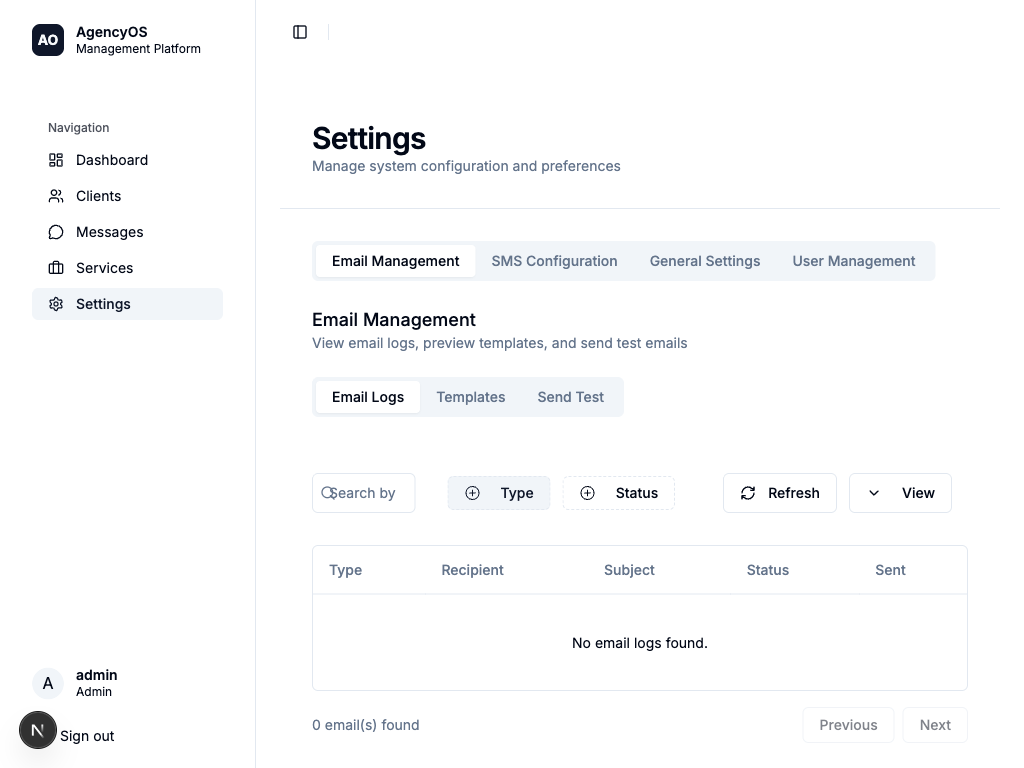 AO
AgencyOS
Management Platform
Navigation
Dashboard
Clients
Messages
Services
Settings
A
admin
Admin
N
Sign out
Settings
Manage system configuration and preferences
Email Management
SMS Configuration
General Settings
User Management
Email Management
View email logs, preview templates, and send test emails
Email Logs
Templates
Send Test
Search by
Type
Status
Refresh
View
Type
Recipient
Subject
Status
Sent
No email logs found.
0 email(s) found
Previous
Next